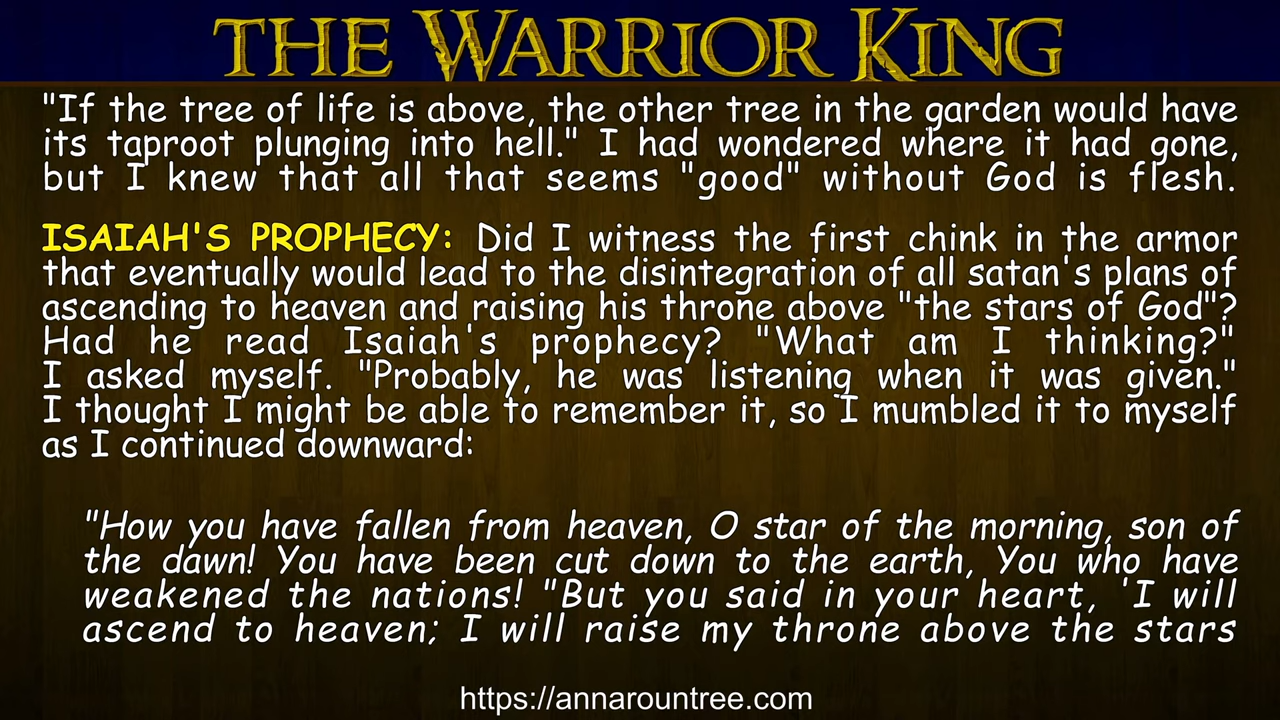 THE WARRIOR KING
"If the tree of life is above, the other tree in the garden would have
its taproot plunging into hell." I had wondered where it had gone,
but I knew that all that seems "good" without God is flesh.
ISAIAH'S PROPHECY: Did I witness the first chink in the armor
that eventually would lead to the disintegration of all satan's plans of
ascending to heaven and raising his throne above "the stars of God"?
Had he read Isaiah's prophecy? "What am I thinking?"
I asked myself. "Probably, he was listening when it was given."
I thought I might be able to remember it, so I mumbled it to myself
as I continued downward:
"How you have fallen from heaven, O star of the morning, son of
the dawn! You have been cut down to the earth, You who have
weakened the nations! "But you said in your heart, 'I will
ascend to heaven; I will raise my throne above the stars
https://annarountree.com